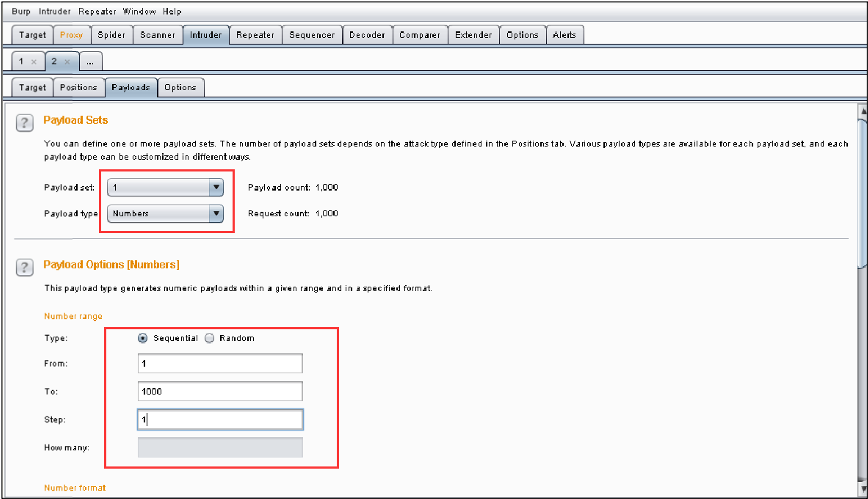 Burp Intruder Repeater Window Help
Target Proxy Spider Scanner Intruder Repeater Sequencer Decoder Comparer Extender Options Alerts
1 × 2 × ...
Target Positions Payloads Options
? Payload Sets
You can define one or more payload sets. The number of payload sets depends on the attack type defined in the Positions tab. Various payload types are available for each payload set, and each
payload type can be customized in different ways.
Payload set: 1 Payload count: 1,000
Payload type Numbers Request count: 1,000
? Payload Options [Numbers]
This payload type generates numeric payloads within a given range and in a specified format.
Number range
Type: Sequential Random
From: 1
To: 1000
Step: 1
How many:
Number format